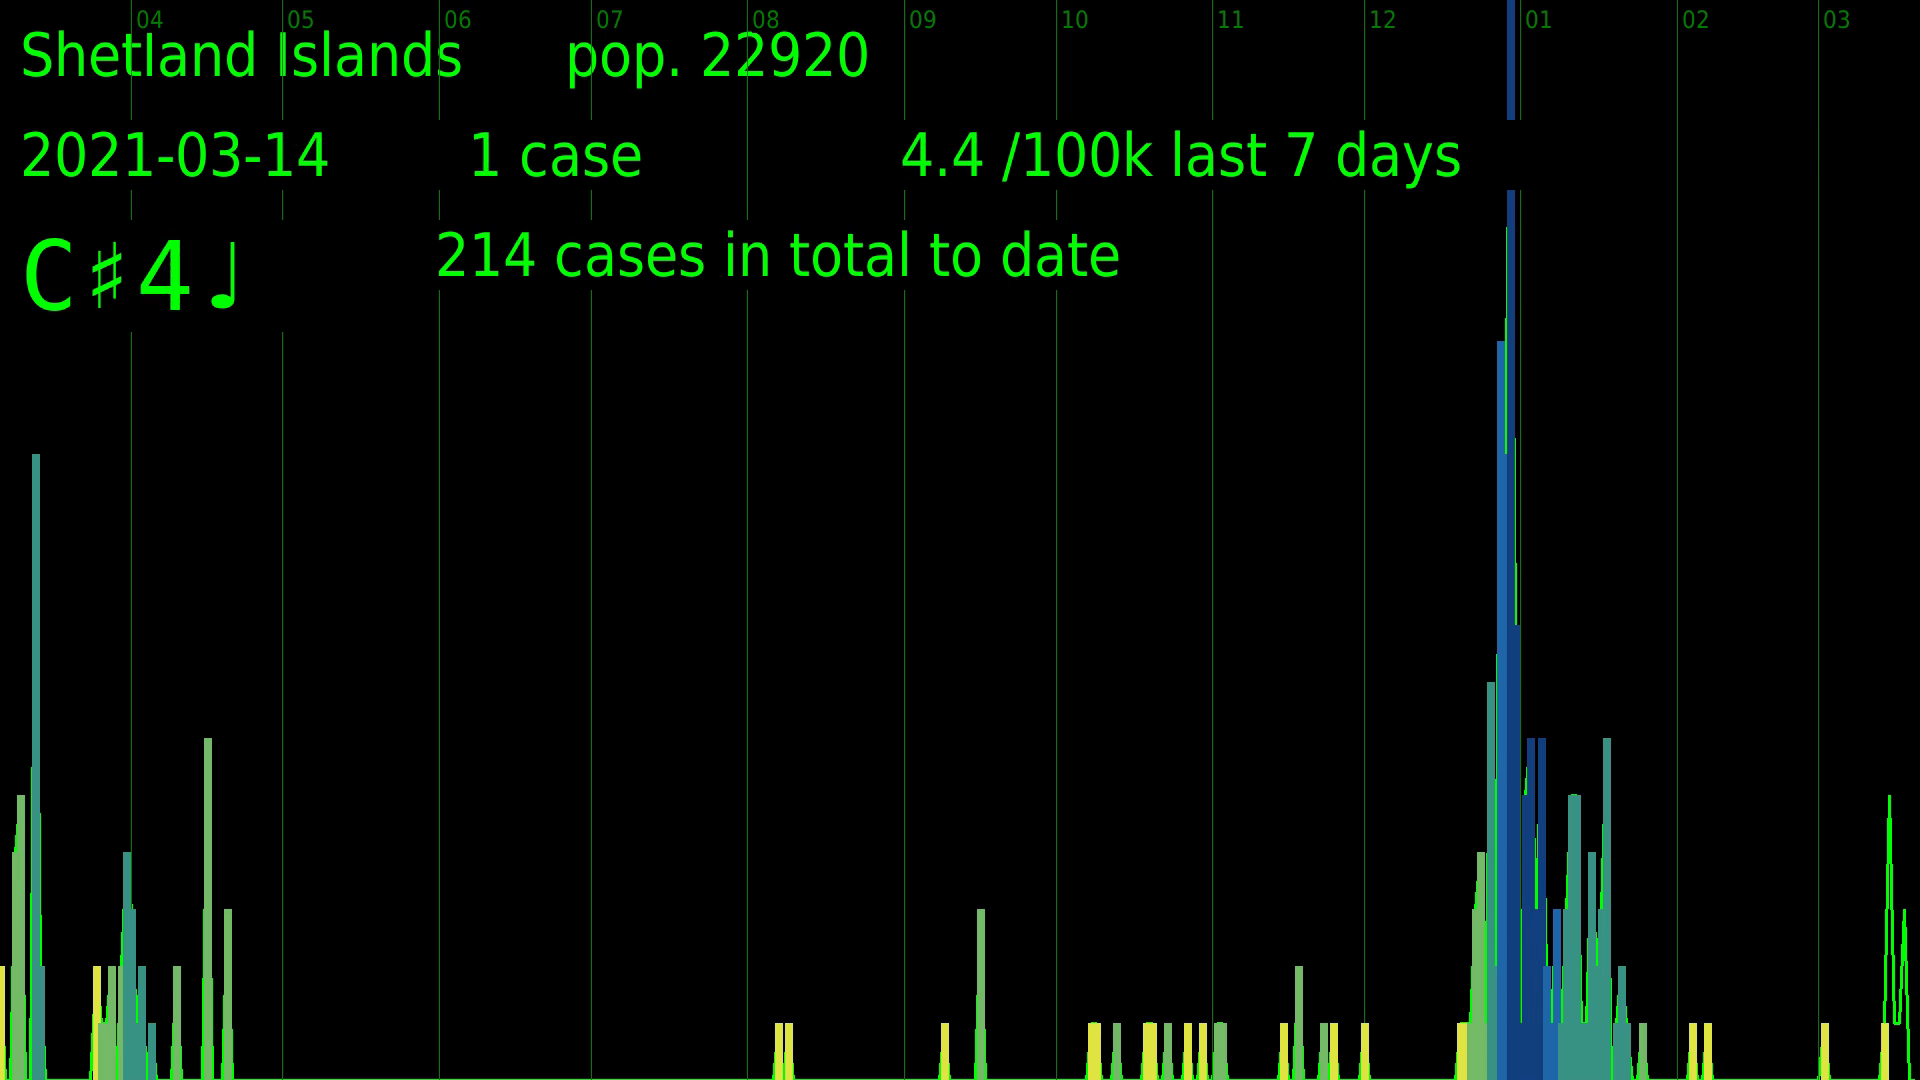 04 05 06 07 08 09 10 11 12 01 02 03
Shetland Islands pop. 22920
2021-03-14 1 case 4.4 /100k last 7 days
C♯4♩ 214 cases in total to date